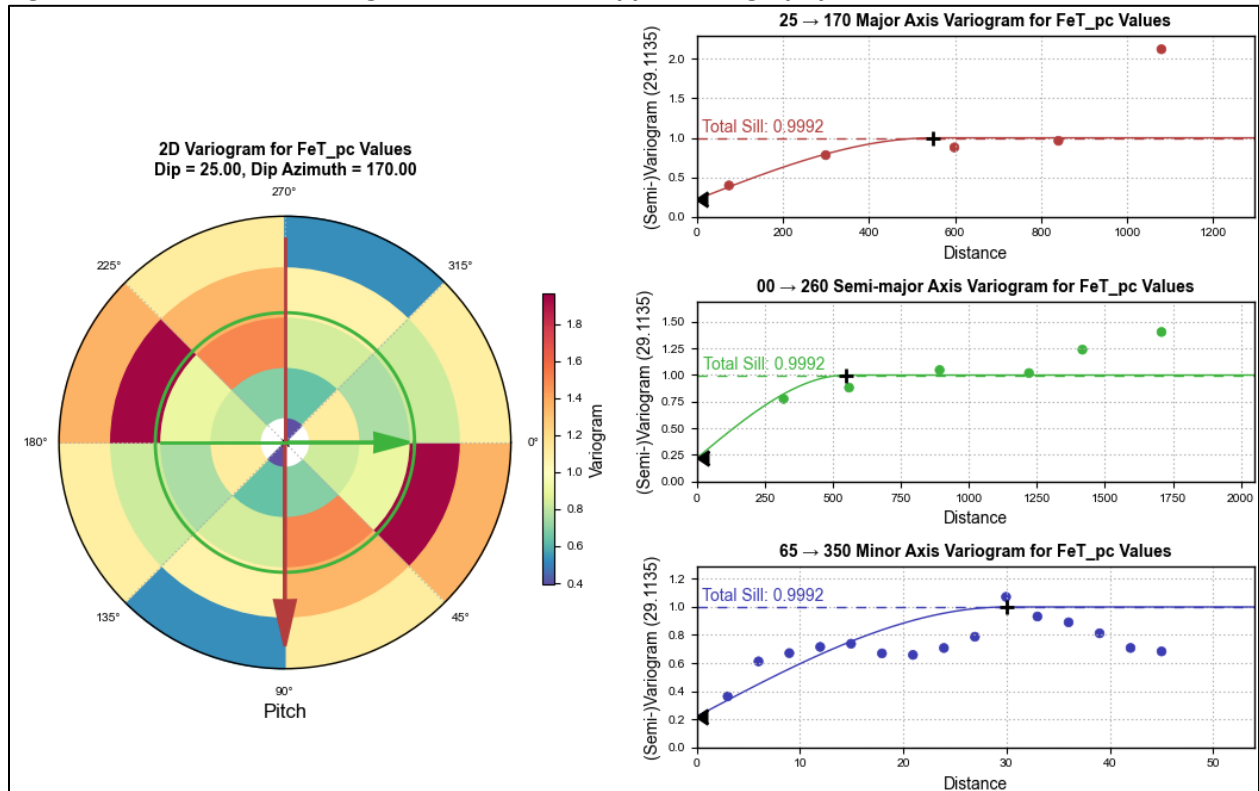 2D Variogram for FeT_pc Values
Dip = 25.00, Dip Azimuth = 170.00
270°
225°
315°
180°
0°
135°
45°
90°
Pitch
1.8
1.6
1.4
1.2
1.0
0.8
0.6
0.4
Variogram
25 → 170 Major Axis Variogram for FeT_pc Values
(Semi-)Variogram (29.1135)
2.0
1.5
1.0
0.5
0.0
Total Sill: 0.9992
0 200 400 600 800 1000 1200
Distance
00 → 260 Semi-major Axis Variogram for FeT_pc Values
(Semi-)Variogram (29.1135)
1.50
1.25
1.00
0.75
0.50
0.25
0.00
Total Sill: 0.9992
0 250 500 750 1000 1250 1500 1750 2000
Distance
65 → 350 Minor Axis Variogram for FeT_pc Values
(Semi-)Variogram (29.1135)
1.2
1.0
0.8
0.6
0.4
0.2
0.0
Total Sill: 0.9992
0 10 20 30 40 50
Distance